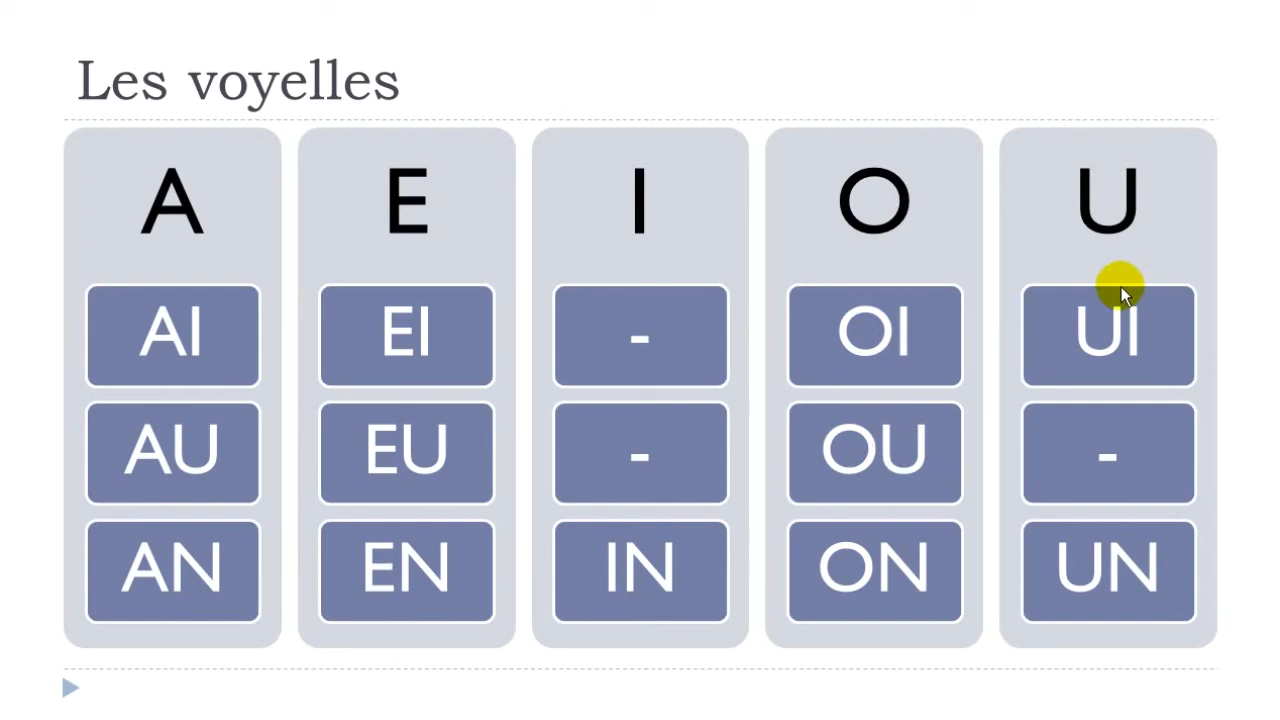 Les voyelles
A E I O U
AI EI - OI UI
AU EU - OU -
AN EN IN ON UN